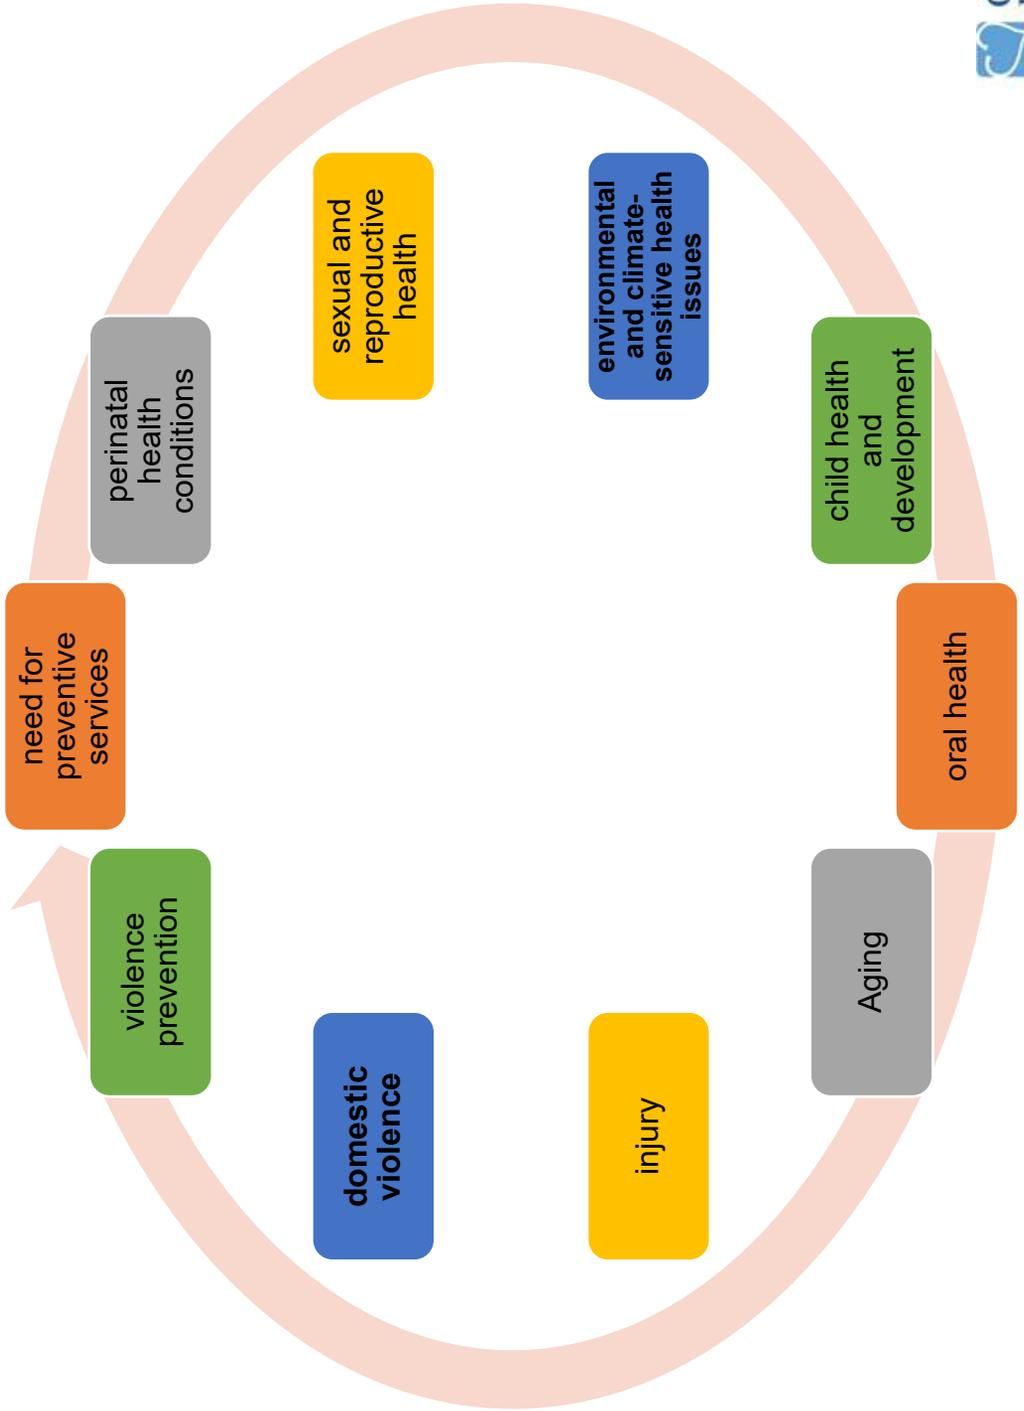 need for
preventive
services
perinatal
health
conditions
sexual and
reproductive
health
environmental
and climate-
sensitive health
issues
child health
and
development
oral health
Aging
injury
domestic
violence
violence
prevention